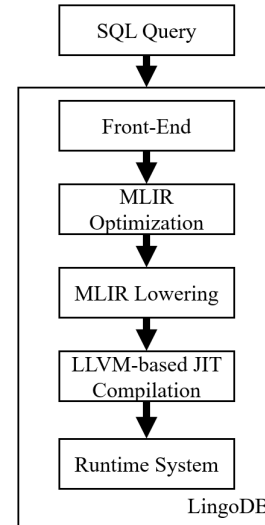 SQL Query
Front-End
MLIR
Optimization
MLIR Lowering
LLVM-based JIT
Compilation
Runtime System
LingoDB